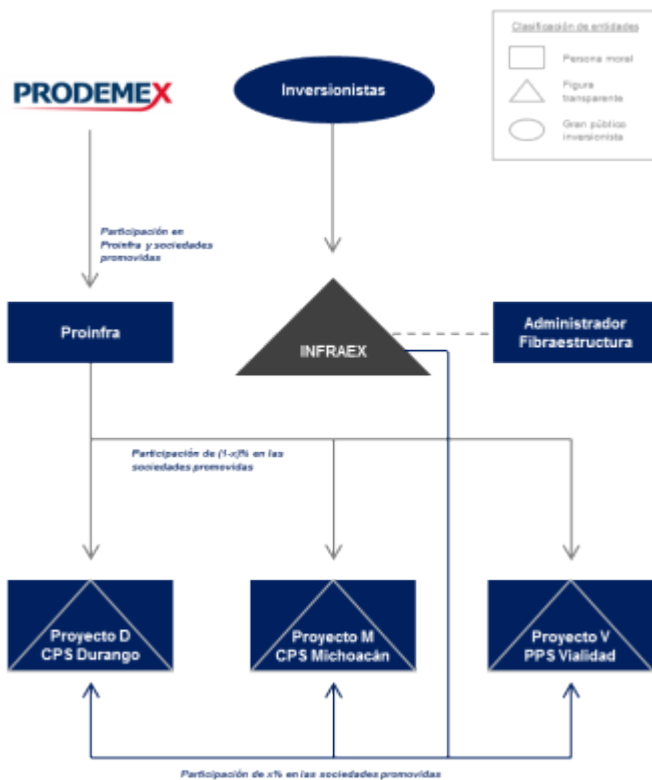 Clasificación de entidades
Persona moral
Figura
transparente
Gran público
inversionista
PRODEMEX
Inversionistas
Participación en
Proinfra y sociedades
promovidas
Proinfra
INFRAEX
Administrador
Fibraestructura
Participación de (1-x)% en las
sociedades promovidas
Proyecto D
CPS Durango
Proyecto M
CPS Michoacán
Proyecto V
PPS Vialidad
Participación de x% en las sociedades promovidas